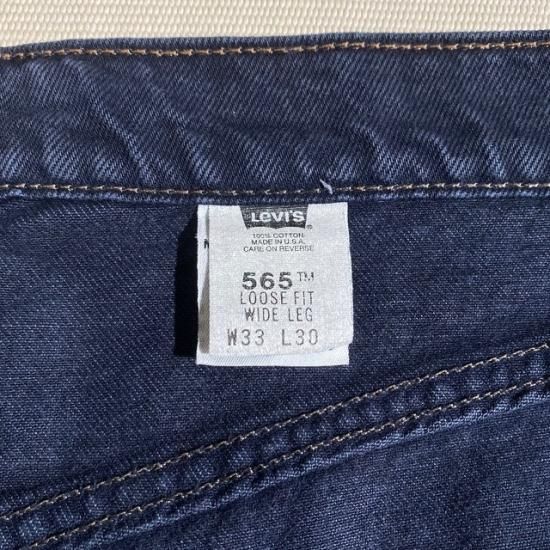 Levi's®
100% COTTON
MADE IN U.S.A.
CARE ON REVERSE
565™
LOOSE FIT
WIDE LEG
W33 L30